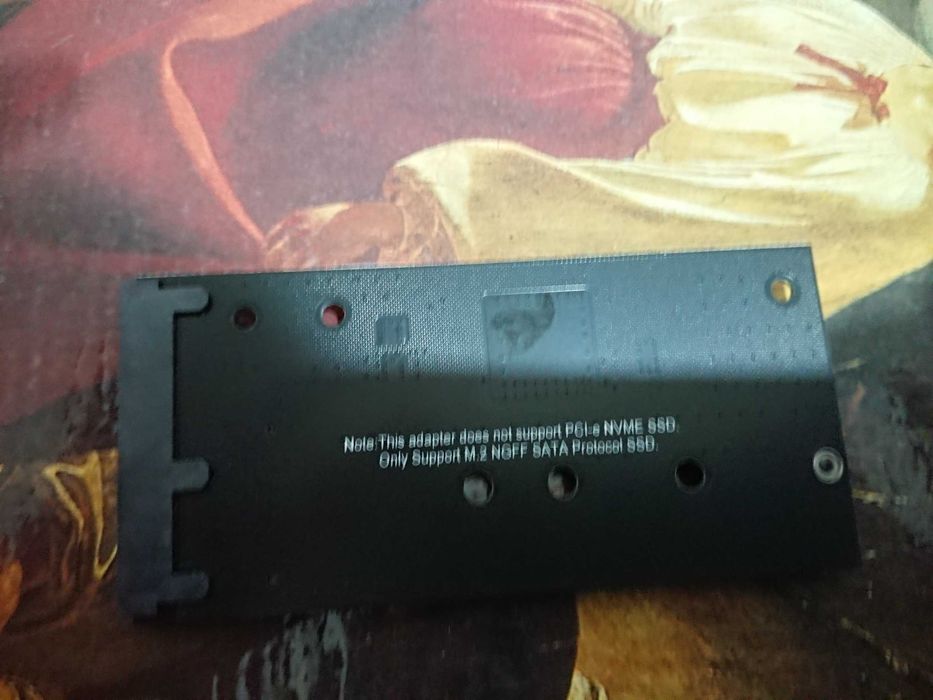 Note:This adapter does not support PCI-e NVME SSD.
Only Support M.2 NGFF SATA Protocol SSD.